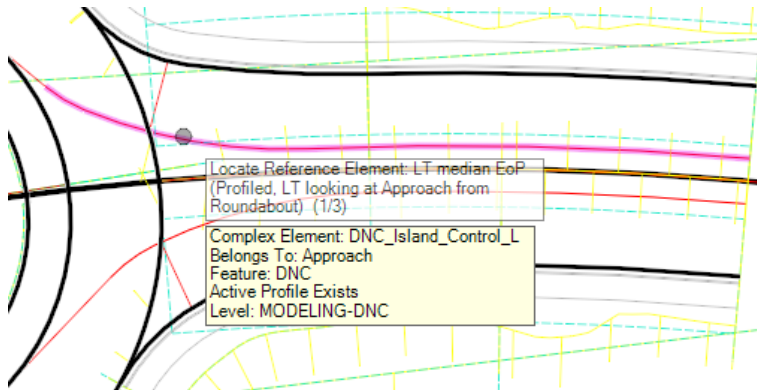 Locate Reference Element: LT median EoP
(Profiled, LT looking at Approach from
Roundabout) (1/3)
Complex Element: DNC_Island_Control_L
Belongs To: Approach
Feature: DNC
Active Profile Exists
Level: MODELING-DNC